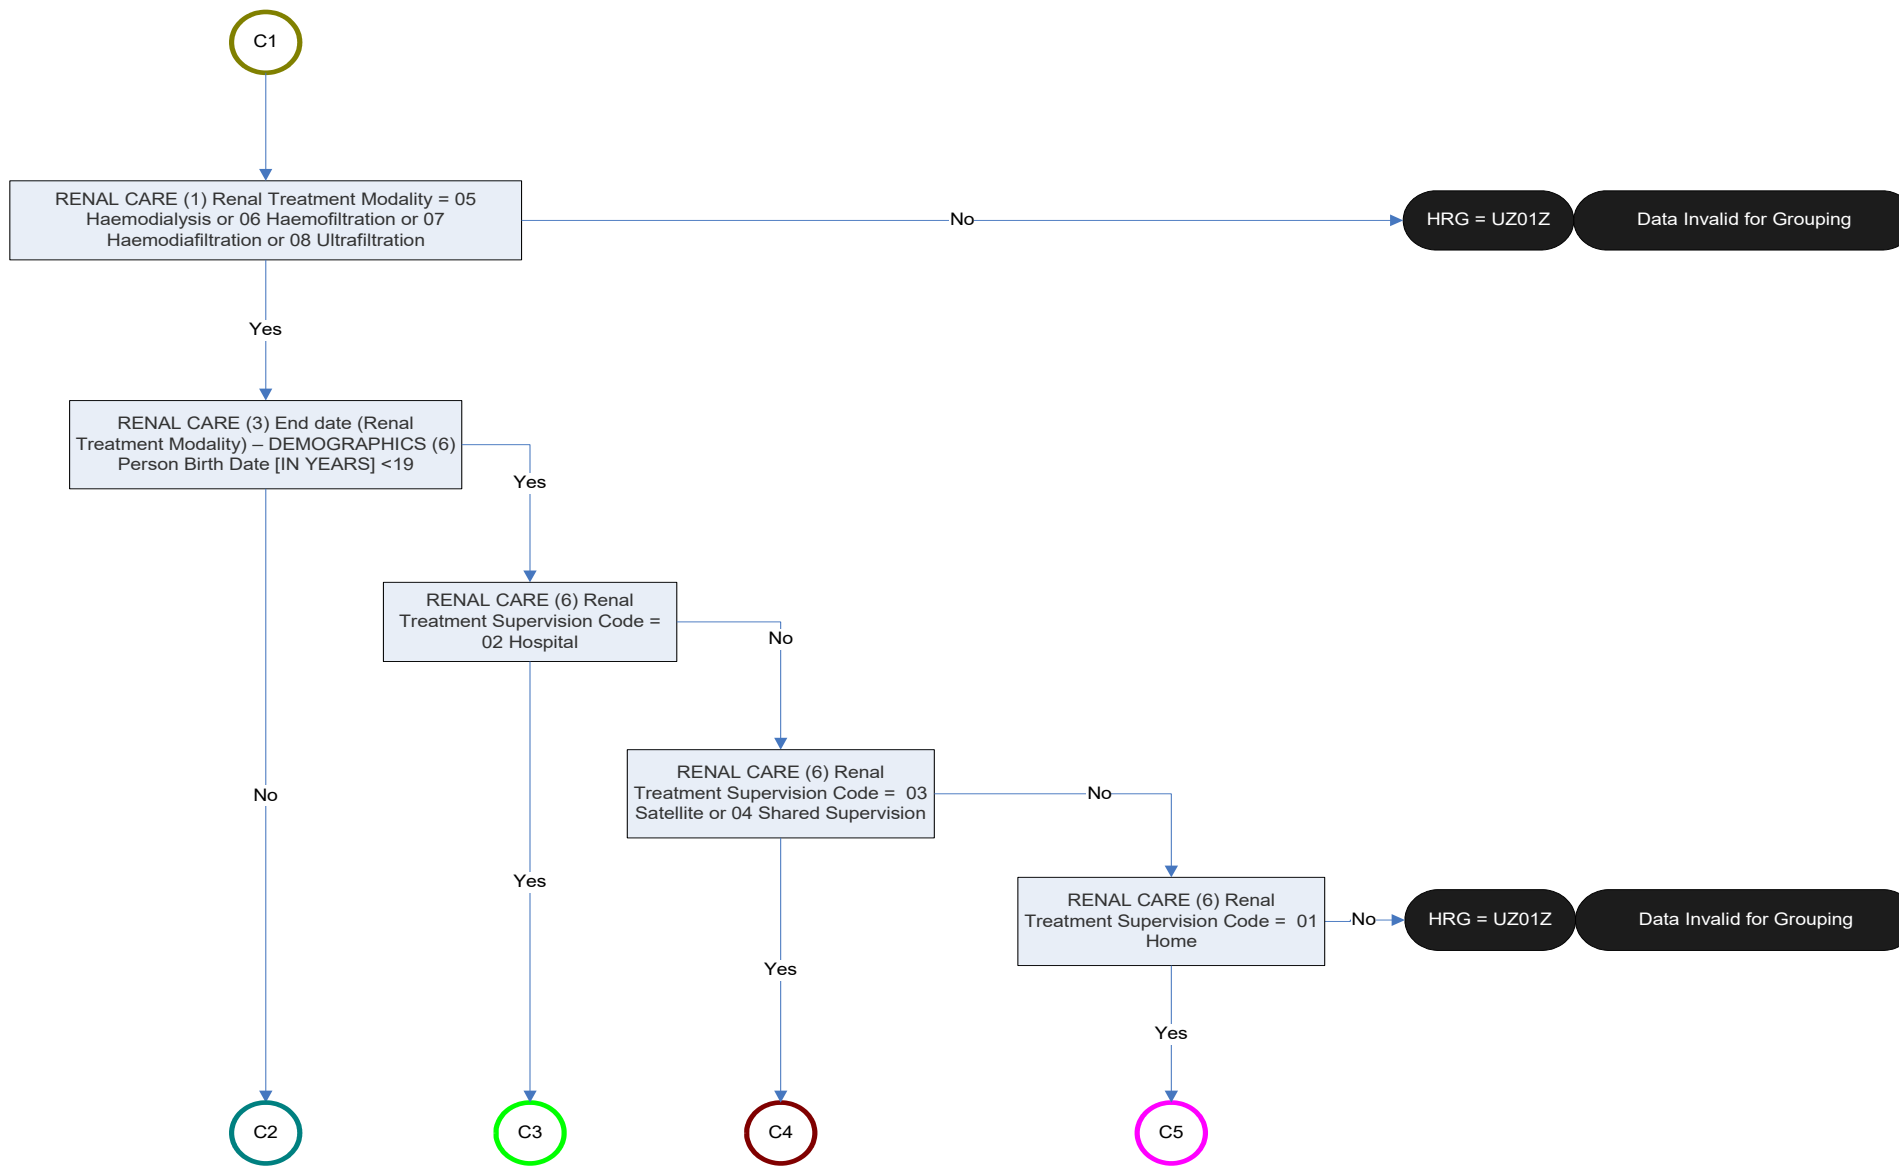 C1
RENAL CARE (1) Renal Treatment Modality = 05
Haemodialysis or 06 Haemofiltration or 07
Haemodiafiltration or 08 Ultrafiltration
No
HRG = UZ01Z
Data Invalid for Grouping
Yes
RENAL CARE (3) End date (Renal
Treatment Modality) – DEMOGRAPHICS (6)
Person Birth Date [IN YEARS] <19
Yes
RENAL CARE (6) Renal
Treatment Supervision Code =
02 Hospital
No
RENAL CARE (6) Renal
Treatment Supervision Code = 03
Satellite or 04 Shared Supervision
No
No
Yes
RENAL CARE (6) Renal
Treatment Supervision Code = 01
Home
No
HRG = UZ01Z
Data Invalid for Grouping
Yes
Yes
C2
C3
C4
C5